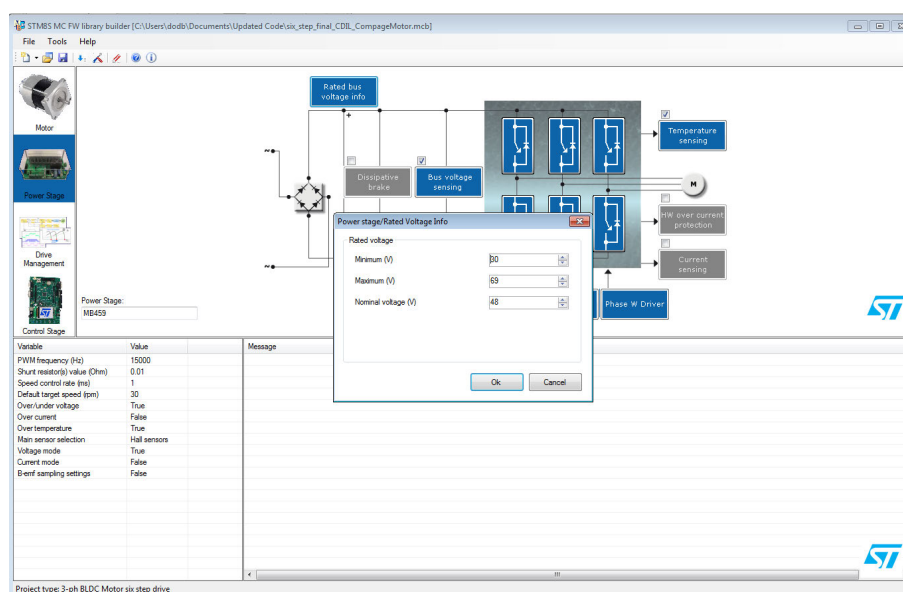 STM8S MC FW library builder [C:\Users\dodb\Documents\Updated Code\six_step_final_CDIL_CompageMotor.mcb]
File Tools Help
Motor
Power Stage
Drive Management
Control Stage
Rated bus voltage info
+
Dissipative brake
Bus voltage sensing
Temperature sensing
M
HW over current protection
Current sensing
Phase W Driver
Power Stage:
MB459
ST
Power stage/Rated Voltage Info
Rated voltage
Minimum (V) 30
Maximum (V) 69
Nominal voltage (V) 48
Ok Cancel
Variable Value Message
PWM frequency (Hz) 15000
Shunt resistor(s) value (Ohm) 0.01
Speed control rate (ms) 1
Default target speed (rpm) 30
Over/under voltage True
Over current False
Over temperature True
Main sensor selection Hall sensors
Voltage mode True
Current mode False
B-emf sampling settings False
ST
Project type: 3-ph BLDC Motor six step drive